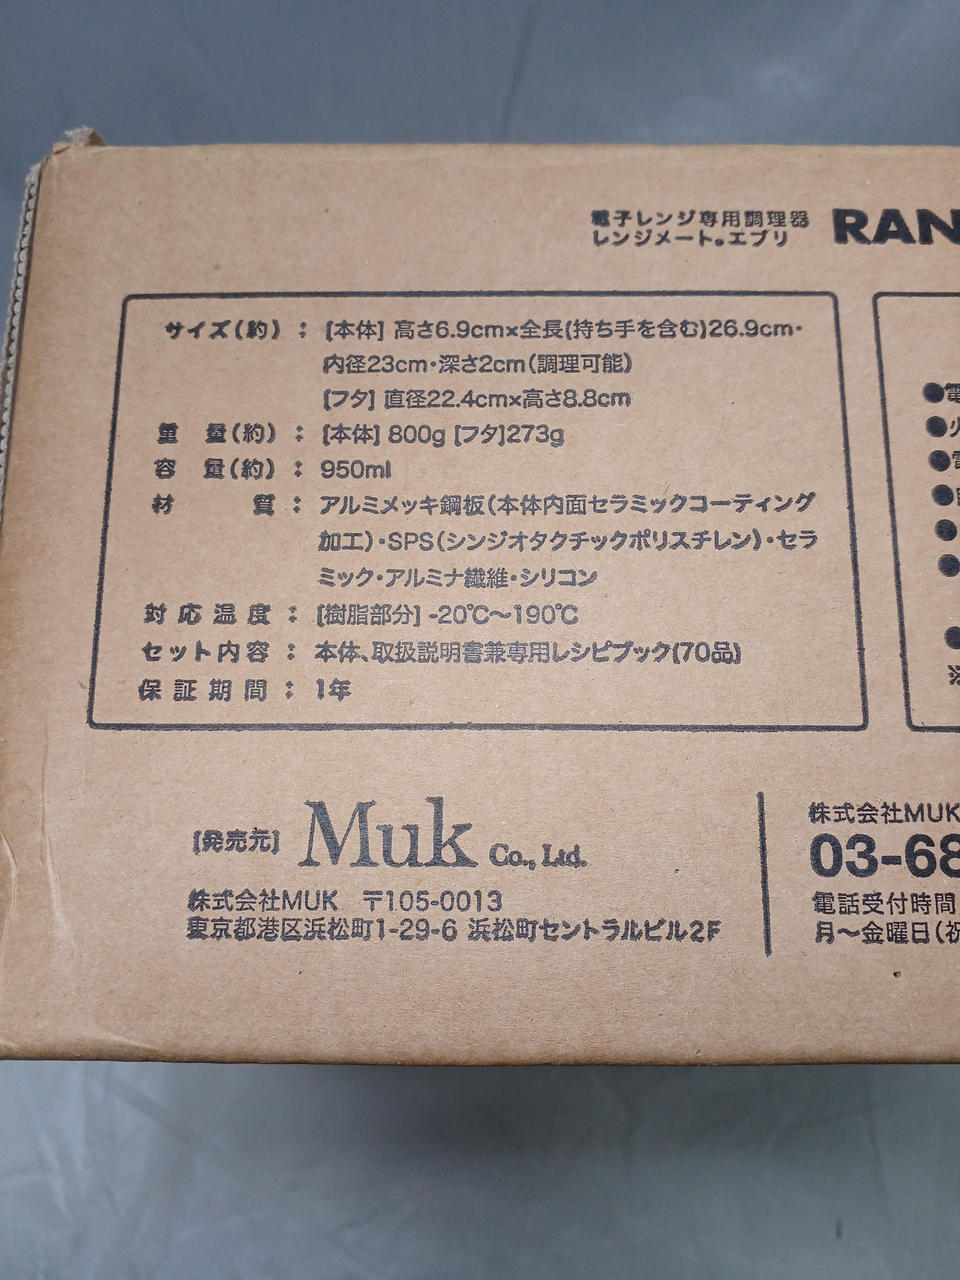 電子レンジ専用調理器
レンジメート。エブリ
RAN
サイズ(約) : [本体] 高さ6.9cm×全長(持ち手を含む)26.9cm・
内径23cm・深さ2cm(調理可能)
[フタ] 直径22.4cm×高さ8.8cm
重 量(約) : [本体] 800g [フタ]273g
容 量(約) : 950ml
材 質 : アルミメッキ鋼板(本体内面セラミックコーティング
加工)・SPS(シンジオタクチックポリスチレン)・セラ
ミック・アルミナ繊維・シリコン
対応温度 : [樹脂部分] -20℃〜190℃
セット内容 : 本体、取扱説明書兼専用レシピブック(70品)
保証期間 : 1年
●電
●火
●電
●
●
●
●
※
[発売元] Muk Co., Ltd.
株式会社MUK 〒105-0013
東京都港区浜松町1-29-6 浜松町セントラルビル2F
株式会社MUK
03-68
電話受付時間
月〜金曜日(祝